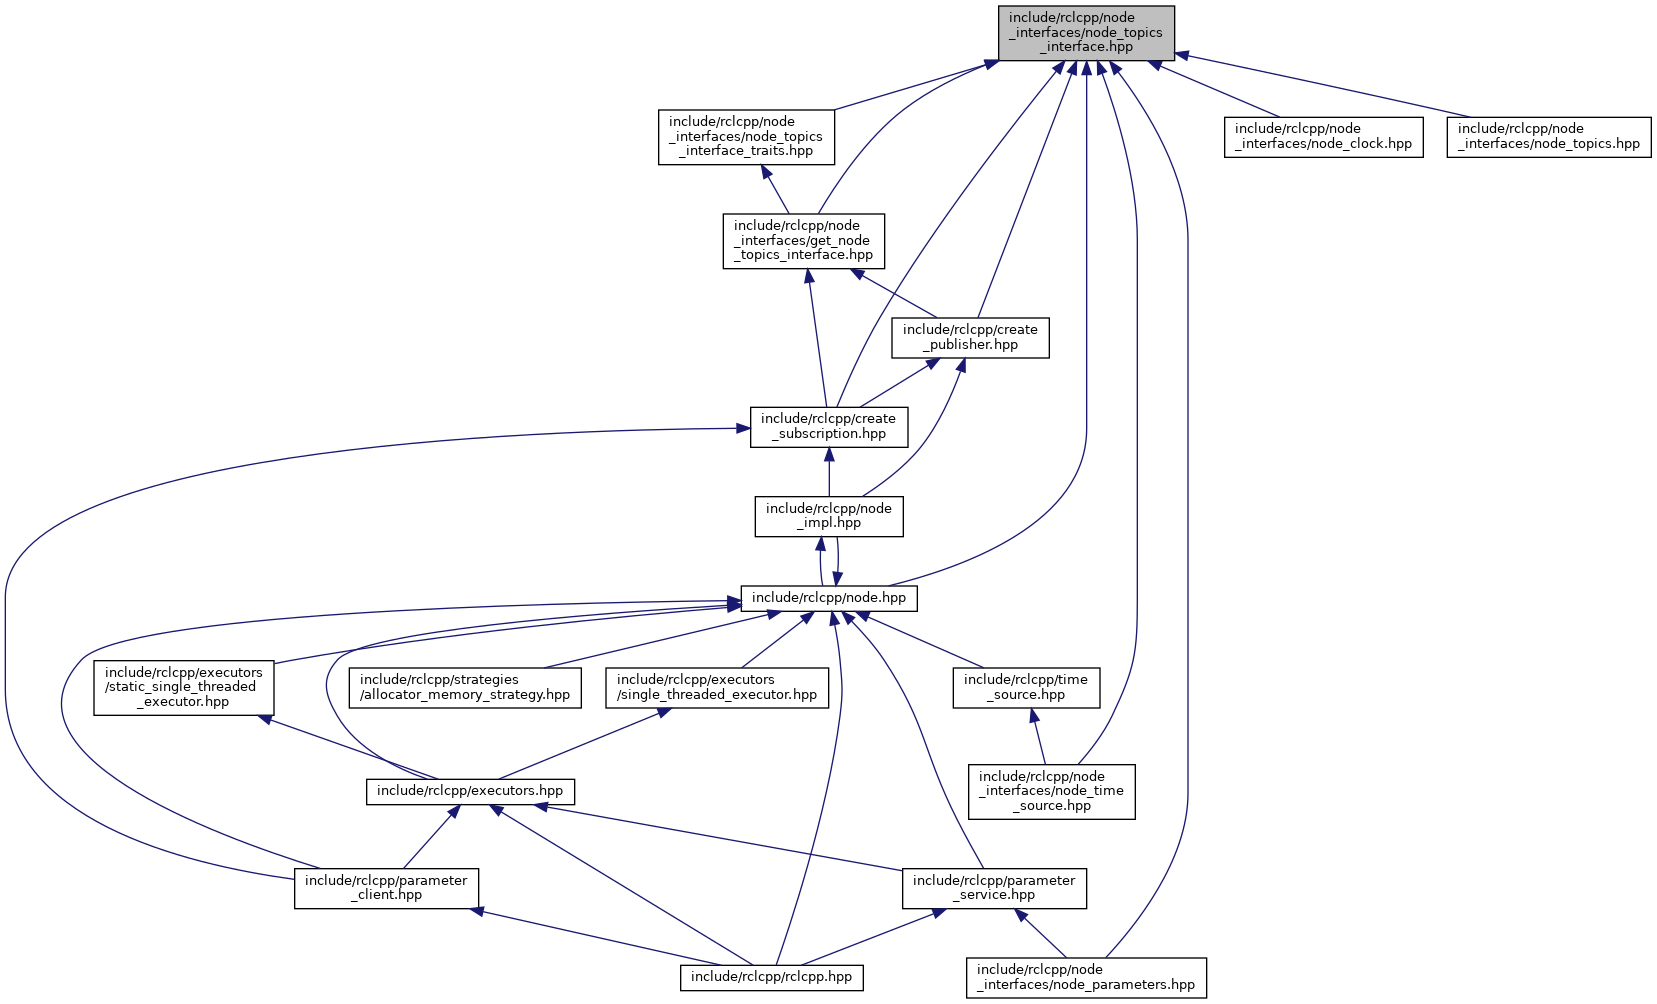 include/rclcpp/node
_interfaces/node_topics
_interface.hpp
include/rclcpp/node
_interfaces/node_topics
_interface_traits.hpp
include/rclcpp/node
_interfaces/node_clock.hpp
include/rclcpp/node
_interfaces/node_topics.hpp
include/rclcpp/node
_interfaces/get_node
_topics_interface.hpp
include/rclcpp/create
_publisher.hpp
include/rclcpp/create
_subscription.hpp
include/rclcpp/node
_impl.hpp
include/rclcpp/node.hpp
include/rclcpp/executors
/static_single_threaded
_executor.hpp
include/rclcpp/strategies
/allocator_memory_strategy.hpp
include/rclcpp/executors
/single_threaded_executor.hpp
include/rclcpp/time
_source.hpp
include/rclcpp/executors.hpp
include/rclcpp/node
_interfaces/node_time
_source.hpp
include/rclcpp/parameter
_client.hpp
include/rclcpp/parameter
_service.hpp
include/rclcpp/rclcpp.hpp
include/rclcpp/node
_interfaces/node_parameters.hpp